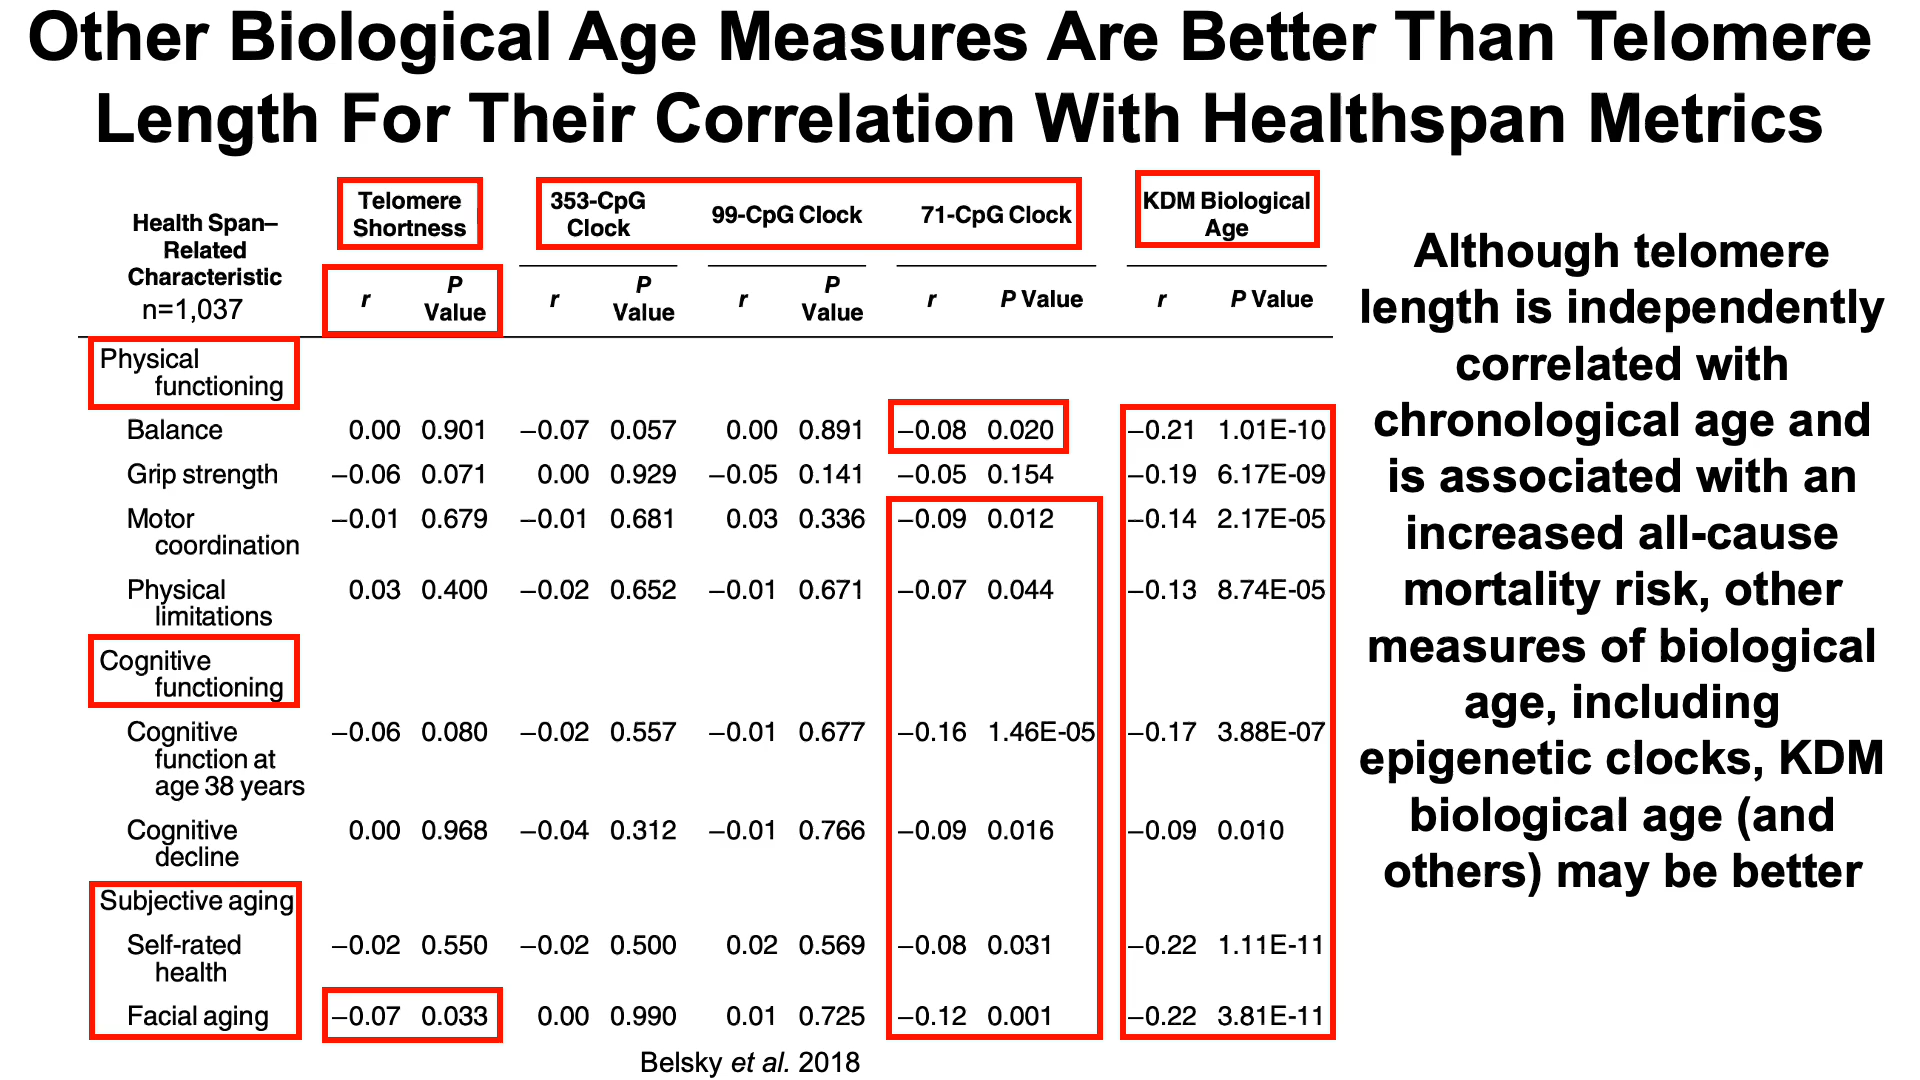 Other Biological Age Measures Are Better Than Telomere
Length For Their Correlation With Healthspan Metrics
Health Span–
Related
Characteristic
n=1,037
Telomere
Shortness
353-CpG
Clock
99-CpG Clock
71-CpG Clock
KDM Biological
Age
r P Value r P Value r P Value r P Value r P Value
Physical
functioning
Balance 0.00 0.901 −0.07 0.057 0.00 0.891 −0.08 0.020 −0.21 1.01E-10
Grip strength −0.06 0.071 0.00 0.929 −0.05 0.141 −0.05 0.154 −0.19 6.17E-09
Motor −0.01 0.679 −0.01 0.681 0.03 0.336 −0.09 0.012 −0.14 2.17E-05
coordination
Physical 0.03 0.400 −0.02 0.652 −0.01 0.671 −0.07 0.044 −0.13 8.74E-05
limitations
Cognitive
functioning
Cognitive −0.06 0.080 −0.02 0.557 −0.01 0.677 −0.16 1.46E-05 −0.17 3.88E-07
function at
age 38 years
Cognitive 0.00 0.968 −0.04 0.312 −0.01 0.766 −0.09 0.016 −0.09 0.010
decline
Subjective aging
Self-rated −0.02 0.550 −0.02 0.500 0.02 0.569 −0.08 0.031 −0.22 1.11E-11
health
Facial aging −0.07 0.033 0.00 0.990 0.01 0.725 −0.12 0.001 −0.22 3.81E-11
Belsky et al. 2018
Although telomere
length is independently
correlated with
chronological age and
is associated with an
increased all-cause
mortality risk, other
measures of biological
age, including
epigenetic clocks, KDM
biological age (and
others) may be better